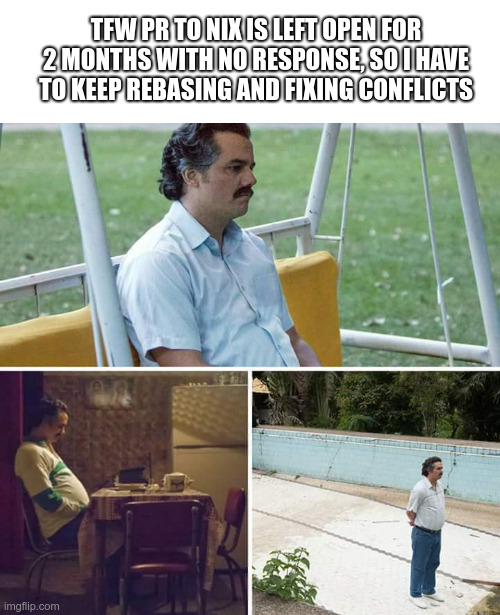 TFW PR TO NIX IS LEFT OPEN FOR
2 MONTHS WITH NO RESPONSE, SO I HAVE
TO KEEP REBASING AND FIXING CONFLICTS
imgflip.com